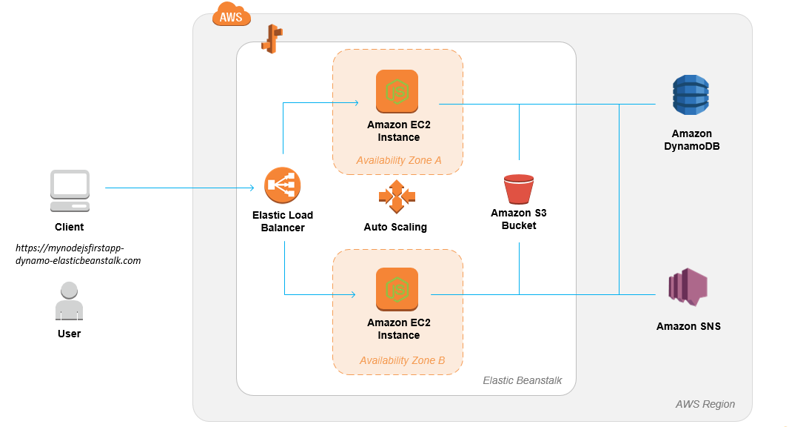 AWS
Amazon EC2
Instance
Availability Zone A
Amazon
DynamoDB
Client
https://mynodejsfirstapp-
dynamo-elasticbeanstalk.com
Elastic Load
Balancer
Auto Scaling
Amazon S3
Bucket
User
Amazon EC2
Instance
Availability Zone B
Amazon SNS
Elastic Beanstalk
AWS Region